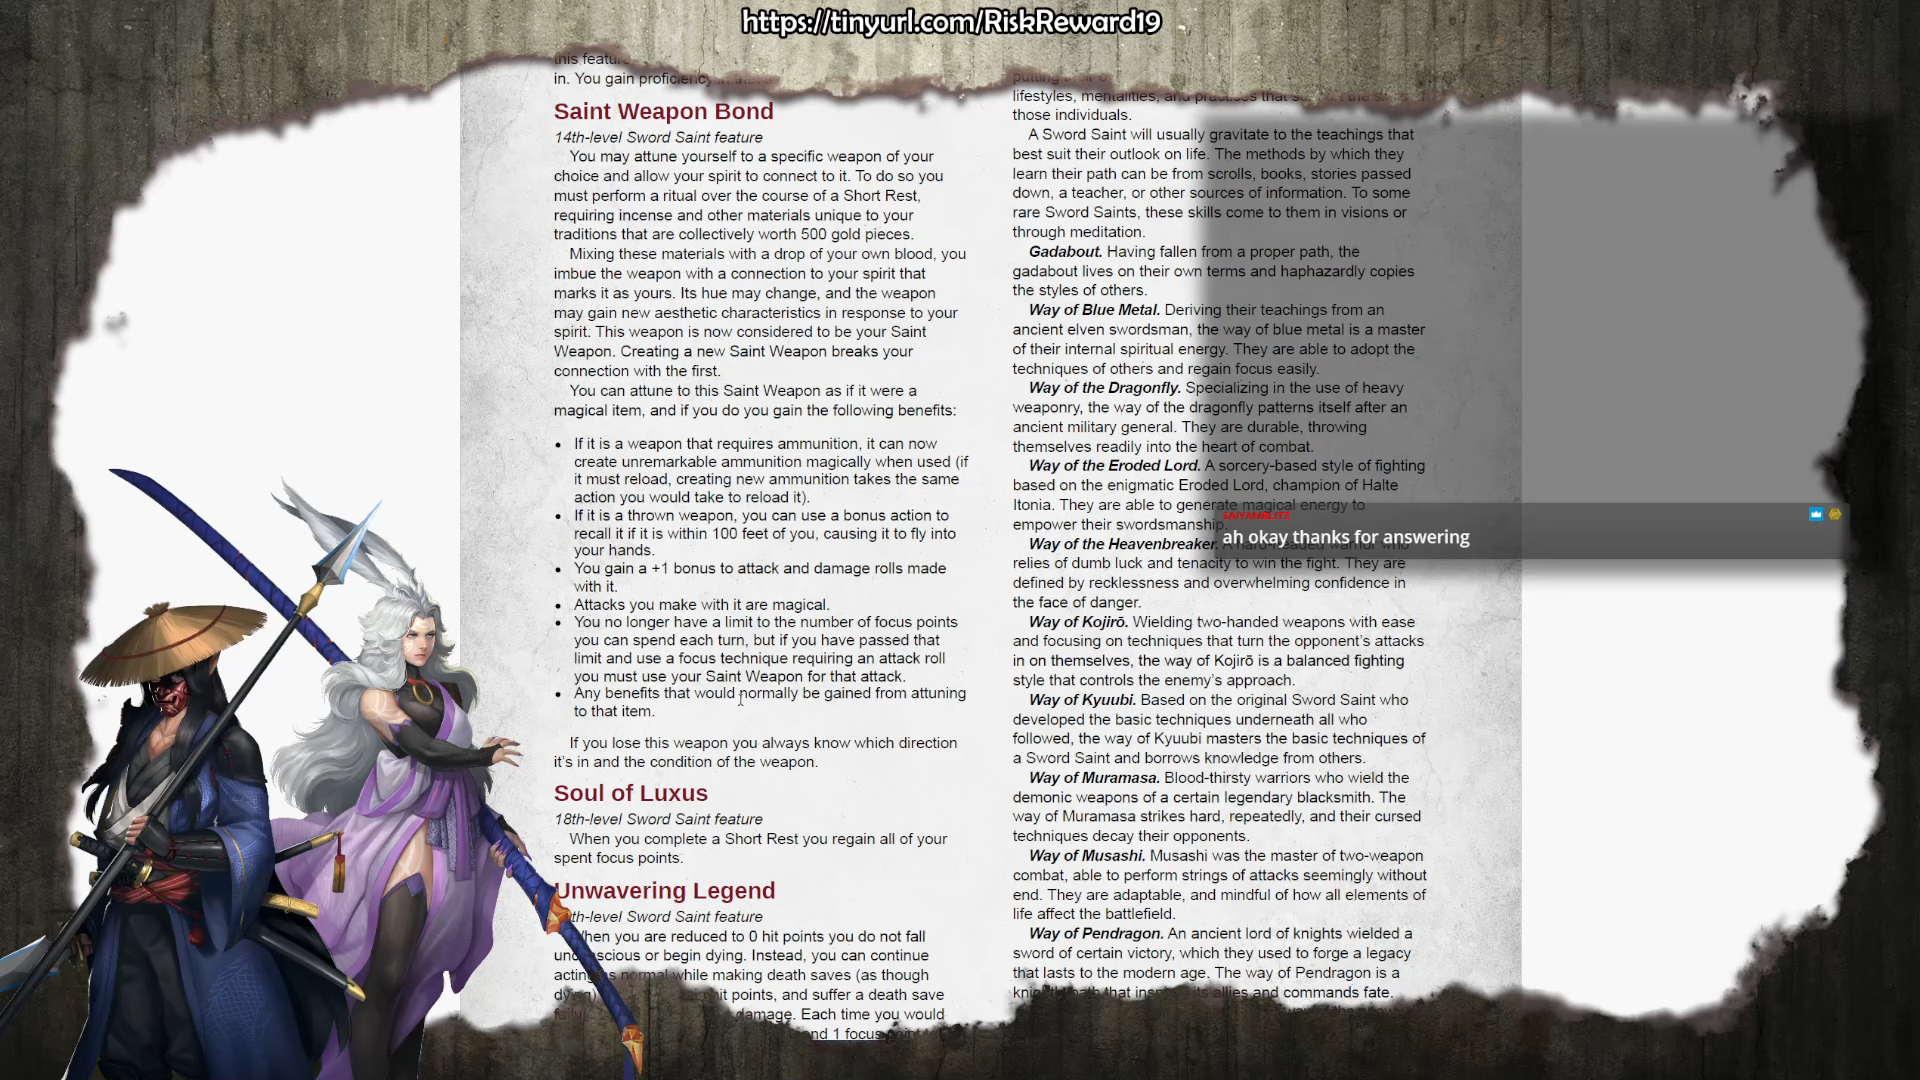 https://tinyurl.com/RiskReward19
this featur
in. You gain proficiency
Saint Weapon Bond
14th-level Sword Saint feature
You may attune yourself to a specific weapon of your
choice and allow your spirit to connect to it. To do so you
must perform a ritual over the course of a Short Rest,
requiring incense and other materials unique to your
traditions that are collectively worth 500 gold pieces.
Mixing these materials with a drop of your own blood, you
imbue the weapon with a connection to your spirit that
marks it as yours. Its hue may change, and the weapon
may gain new aesthetic characteristics in response to your
spirit. This weapon is now considered to be your Saint
Weapon. Creating a new Saint Weapon breaks your
connection with the first.
You can attune to this Saint Weapon as if it were a
magical item, and if you do you gain the following benefits:
• If it is a weapon that requires ammunition, it can now
create unremarkable ammunition magically when used (if
it must reload, creating new ammunition takes the same
action you would take to reload it).
• If it is a thrown weapon, you can use a bonus action to
recall it if it is within 100 feet of you, causing it to fly into
your hands.
• You gain a +1 bonus to attack and damage rolls made
with it.
• Attacks you make with it are magical.
• You no longer have a limit to the number of focus points
you can spend each turn, but if you have passed that
limit and use a focus technique requiring an attack roll
you must use your Saint Weapon for that attack.
• Any benefits that would normally be gained from attuning
to that item.
If you lose this weapon you always know which direction
it's in and the condition of the weapon.
Soul of Luxus
18th-level Sword Saint feature
When you complete a Short Rest you regain all of your
spent focus points.
Unwavering Legend
th-level Sword Saint feature
When you are reduced to 0 hit points you do not fall
unconscious or begin dying. Instead, you can continue
acting as normal while making death saves (as though
dying) hit points, and suffer a death save
damage. Each time you would
and 1 focus point
lifestyles, mentalities, and practises that
those individuals.
A Sword Saint will usually gravitate to the teachings that
best suit their outlook on life. The methods by which they
learn their path can be from scrolls, books, stories passed
down, a teacher, or other sources of information. To some
rare Sword Saints, these skills come to them in visions or
through meditation.
Gadabout. Having fallen from a proper path, the
gadabout lives on their own terms and haphazardly copies
the styles of others.
Way of Blue Metal. Deriving their teachings from an
ancient elven swordsman, the way of blue metal is a master
of their internal spiritual energy. They are able to adopt the
techniques of others and regain focus easily.
Way of the Dragonfly. Specializing in the use of heavy
weaponry, the way of the dragonfly patterns itself after an
ancient military general. They are durable, throwing
themselves readily into the heart of combat.
Way of the Eroded Lord. A sorcery-based style of fighting
based on the enigmatic Eroded Lord, champion of Halte
Itonia. They are able to generate magical energy to
empower their swordsmanship.
Way of the Heavenbreaker. A hard-headed warrior who
relies of dumb luck and tenacity to win the fight. They are
defined by recklessness and overwhelming confidence in
the face of danger.
Way of Kojirō. Wielding two-handed weapons with ease
and focusing on techniques that turn the opponent's attacks
in on themselves, the way of Kojirō is a balanced fighting
style that controls the enemy's approach.
Way of Kyuubi. Based on the original Sword Saint who
developed the basic techniques underneath all who
followed, the way of Kyuubi masters the basic techniques of
a Sword Saint and borrows knowledge from others.
Way of Muramasa. Blood-thirsty warriors who wield the
demonic weapons of a certain legendary blacksmith. The
way of Muramasa strikes hard, repeatedly, and their cursed
techniques decay their opponents.
Way of Musashi. Musashi was the master of two-weapon
combat, able to perform strings of attacks seemingly without
end. They are adaptable, and mindful of how all elements of
life affect the battlefield.
Way of Pendragon. An ancient lord of knights wielded a
sword of certain victory, which they used to forge a legacy
that lasts to the modern age. The way of Pendragon is a
knightly path that inspires its allies and commands fate.
SAIYANBLITZ
ah okay thanks for answering